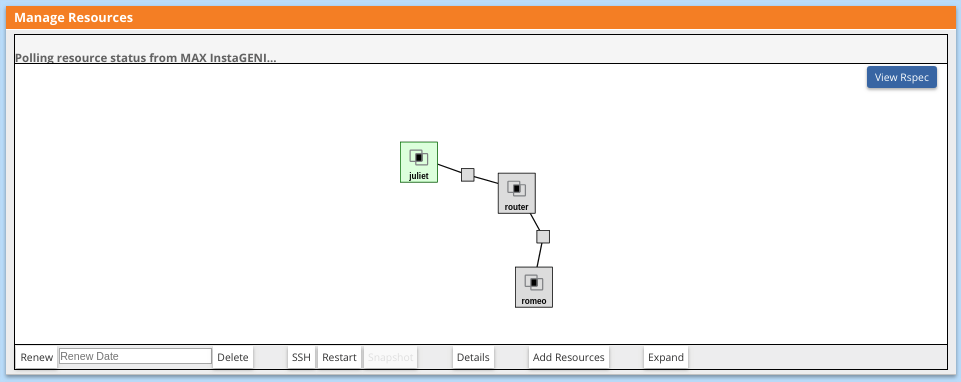 Manage Resources
Polling resource status from MAX InstaGENI...
View Rspec
juliet
router
romeo
Renew Renew Date Delete SSH Restart Snapshot Details Add Resources Expand